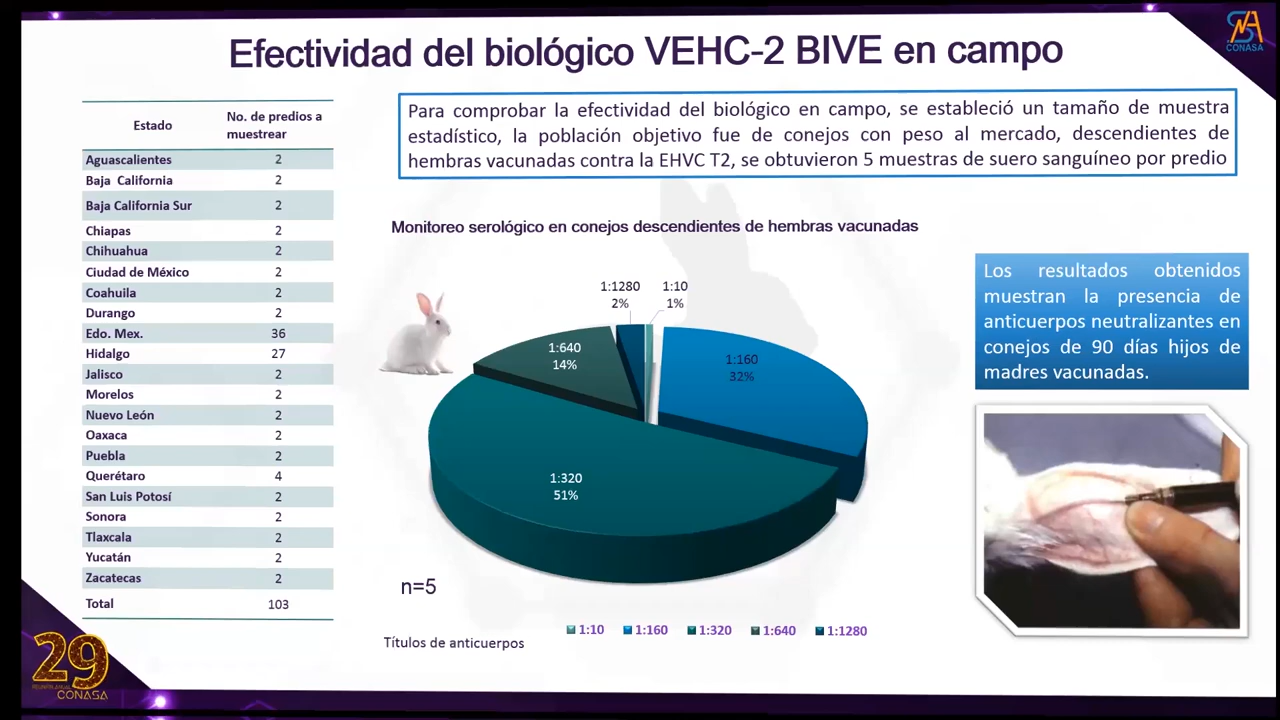 Efectividad del biológico VEHC-2 BIVE en campo
CONASA
Estado
No. de predios a
muestrear
Aguascalientes 2
Baja California 2
Baja California Sur 2
Chiapas 2
Chihuahua 2
Ciudad de México 2
Coahuila 2
Durango 2
Edo. Mex. 36
Hidalgo 27
Jalisco 2
Morelos 2
Nuevo León 2
Oaxaca 2
Puebla 2
Querétaro 4
San Luis Potosí 2
Sonora 2
Tlaxcala 2
Yucatán 2
Zacatecas 2
Total 103
Para comprobar la efectividad del biológico en campo, se estableció un tamaño de muestra
estadístico, la población objetivo fue de conejos con peso al mercado, descendientes de
hembras vacunadas contra la EHVC T2, se obtuvieron 5 muestras de suero sanguíneo por predio
Monitoreo serológico en conejos descendientes de hembras vacunadas
1:1280
2%
1:10
1%
1:640
14%
1:160
32%
1:320
51%
n=5
Títulos de anticuerpos
1:10 1:160 1:320 1:640 1:1280
Los resultados obtenidos
muestran la presencia de
anticuerpos neutralizantes en
conejos de 90 días hijos de
madres vacunadas.
29
CONASA